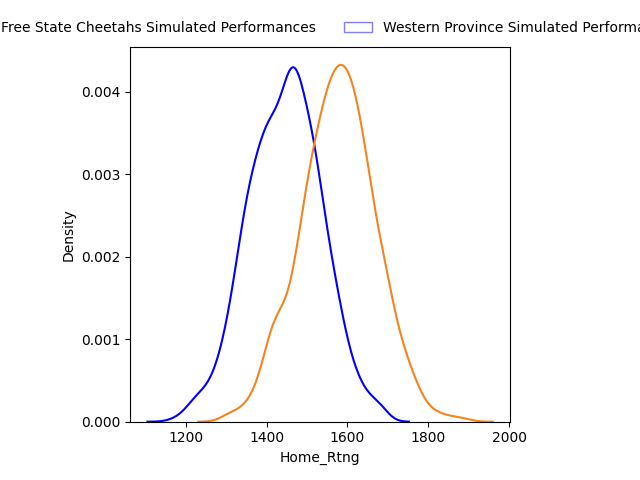 Free State Cheetahs Simulated Performances Western Province Simulated
0.004
0.003
0.002
0.001
0.000
Density
1200 1400 1600 1800 2000
Home_Rtng